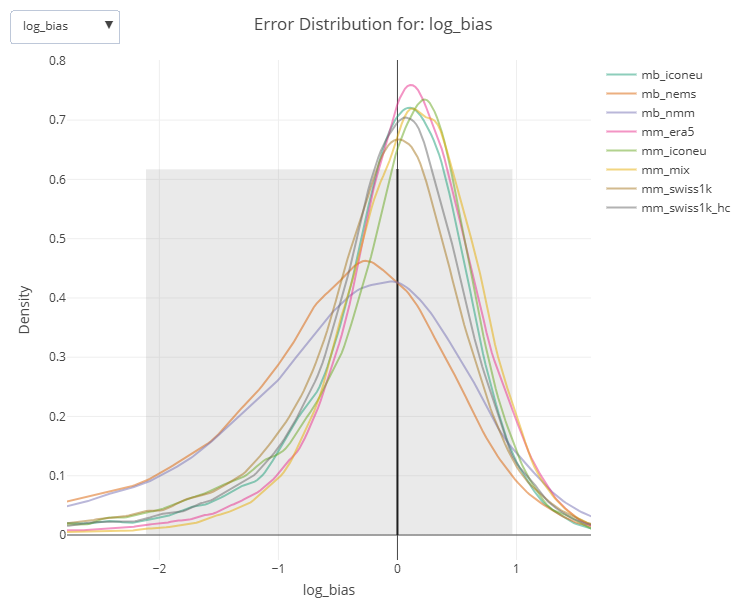 log_bias ▼
Error Distribution for: log_bias
0.8
0.7
0.6
0.5
0.4
0.3
0.2
0.1
0
Density
−2
−1
0
1
log_bias
mb_iconeu
mb_nems
mb_nmm
mm_era5
mm_iconeu
mm_mix
mm_swiss1k
mm_swiss1k_hc